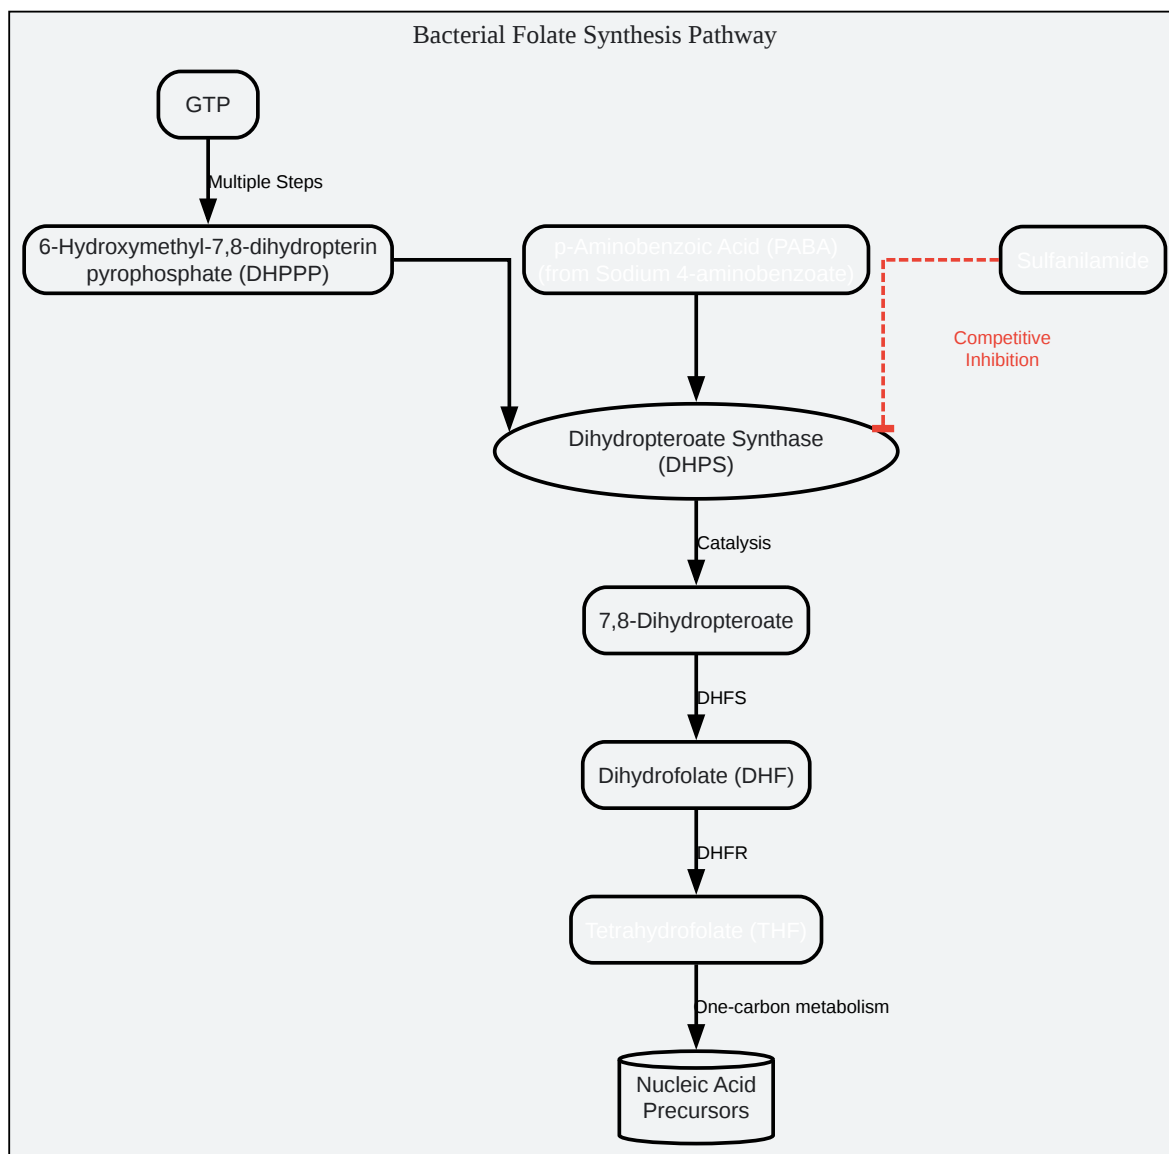 Bacterial Folate Synthesis Pathway
GTP
Multiple Steps
6-Hydroxymethyl-7,8-dihydropterin
pyrophosphate (DHPPP)
p-Aminobenzoic Acid (PABA)
(from Sodium 4-aminobenzoate)
Sulfanilamide
Competitive
Inhibition
Dihydropteroate Synthase
(DHPS)
Catalysis
7,8-Dihydropteroate
DHFS
Dihydrofolate (DHF)
DHFR
Tetrahydrofolate (THF)
One-carbon metabolism
Nucleic Acid
Precursors